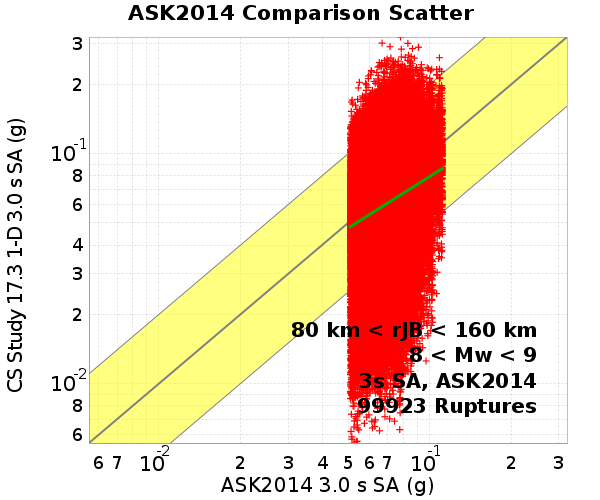 ASK2014 Comparison Scatter
CS Study 17.3 1-D 3.0 s SA (g)
3
2
10-1
8
6
4
3
2
10-2
8
6
80 km < rJB < 160 km
8 < Mw < 9
3s SA, ASK2014
99923 Ruptures
6 7 10-2 2 3 4 5 6 7 10-1 2 3
ASK2014 3.0 s SA (g)